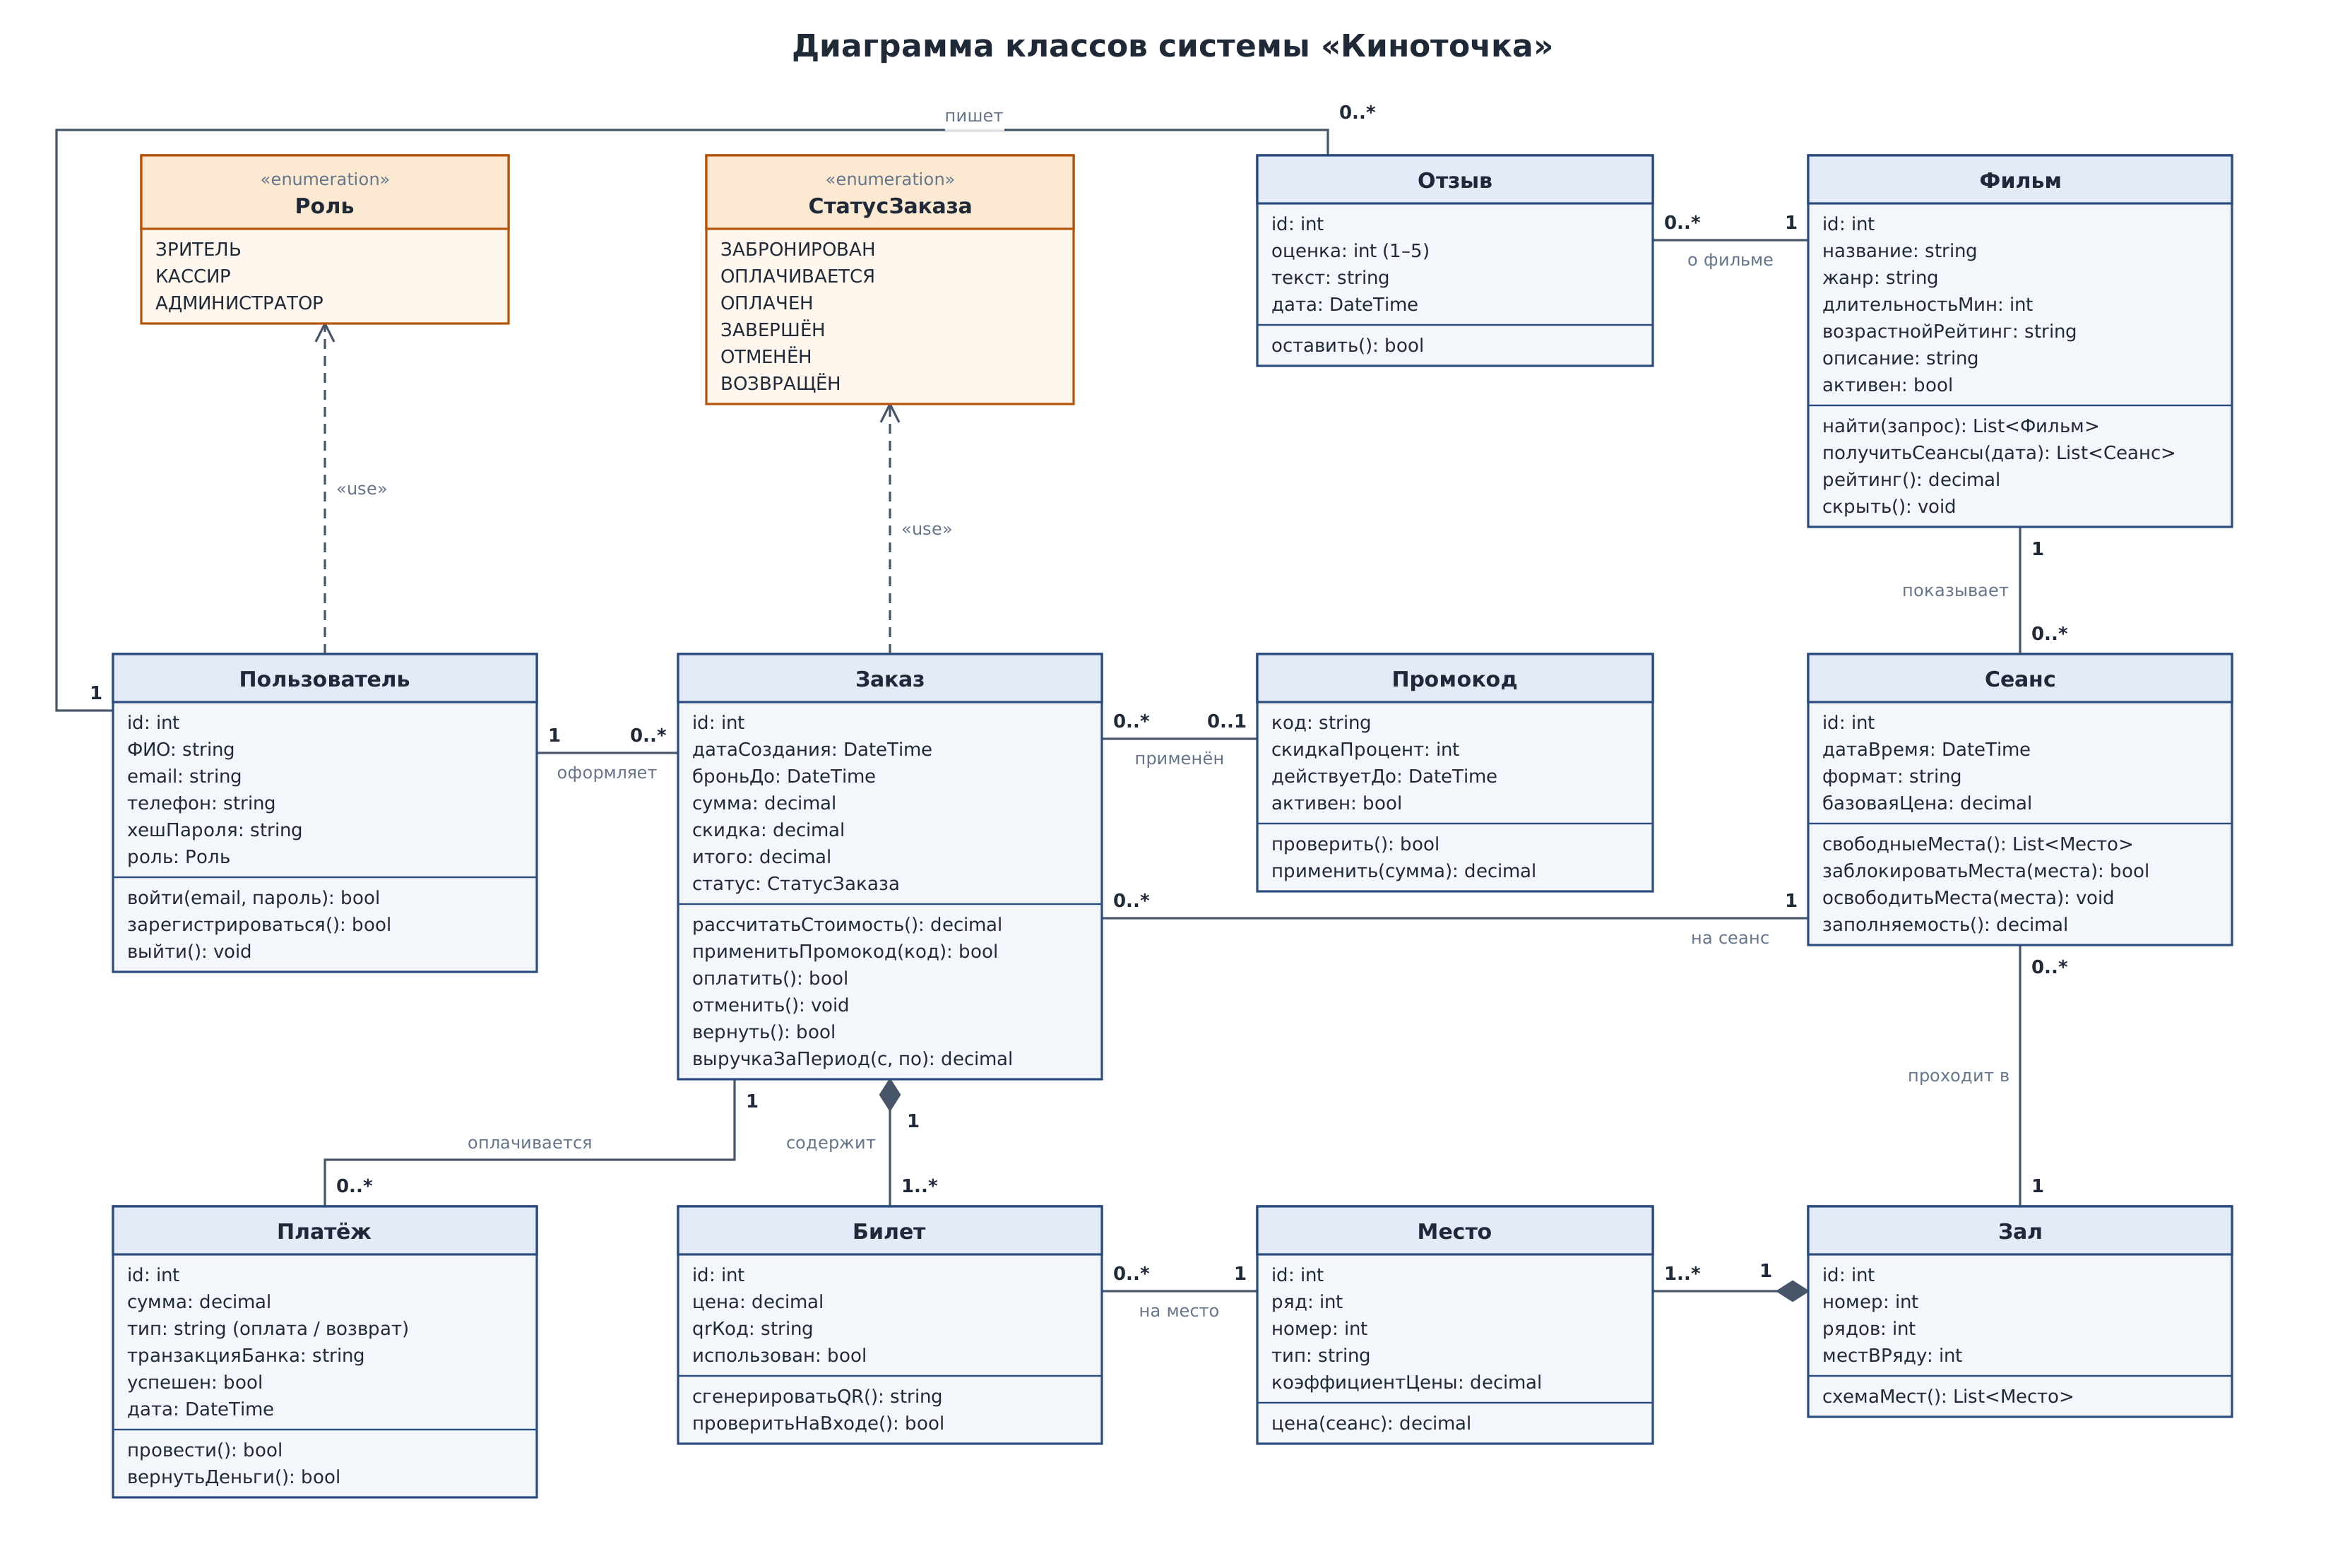 Диаграмма классов системы «Киноточка»
пишет
0..*
«enumeration»
Роль
ЗРИТЕЛЬ
КАССИР
АДМИНИСТРАТОР
«enumeration»
СтатусЗаказа
ЗАБРОНИРОВАН
ОПЛАЧИВАЕТСЯ
ОПЛАЧЕН
ЗАВЕРШЁН
ОТМЕНЁН
ВОЗВРАЩЁН
Отзыв
id: int
оценка: int (1–5)
текст: string
дата: DateTime
оставить(): bool
0..*
1
о фильме
Фильм
id: int
название: string
жанр: string
длительностьМин: int
возрастнойРейтинг: string
описание: string
активен: bool
найти(запрос): List<Фильм>
получитьСеансы(дата): List<Сеанс>
рейтинг(): decimal
скрыть(): void
«use»
«use»
1
показывает
0..*
1
Пользователь
id: int
ФИО: string
email: string
телефон: string
хешПароля: string
роль: Роль
войти(email, пароль): bool
зарегистрироваться(): bool
выйти(): void
1
0..*
оформляет
Заказ
id: int
датаСоздания: DateTime
броньДо: DateTime
сумма: decimal
скидка: decimal
итого: decimal
статус: СтатусЗаказа
рассчитатьСтоимость(): decimal
применитьПромокод(код): bool
оплатить(): bool
отменить(): void
вернуть(): bool
выручкаЗаПериод(с, по): decimal
0..*
0..1
применён
Промокод
код: string
скидкаПроцент: int
действуетДо: DateTime
активен: bool
проверить(): bool
применить(сумма): decimal
0..*
1
на сеанс
Сеанс
id: int
датаВремя: DateTime
формат: string
базоваяЦена: decimal
свободныеМеста(): List<Место>
заблокироватьМеста(места): bool
освободитьМеста(места): void
заполняемость(): decimal
0..*
проходит в
1
1
оплачивается
0..*
1
содержит
1..*
Платёж
id: int
сумма: decimal
тип: string (оплата / возврат)
транзакцияБанка: string
успешен: bool
дата: DateTime
провести(): bool
вернутьДеньги(): bool
Билет
id: int
цена: decimal
qrКод: string
использован: bool
сгенерироватьQR(): string
проверитьНаВходе(): bool
0..*
1
на место
Место
id: int
ряд: int
номер: int
тип: string
коэффициентЦены: decimal
цена(сеанс): decimal
1..*
1
Зал
id: int
номер: int
рядов: int
местВРяду: int
схемаМест(): List<Место>